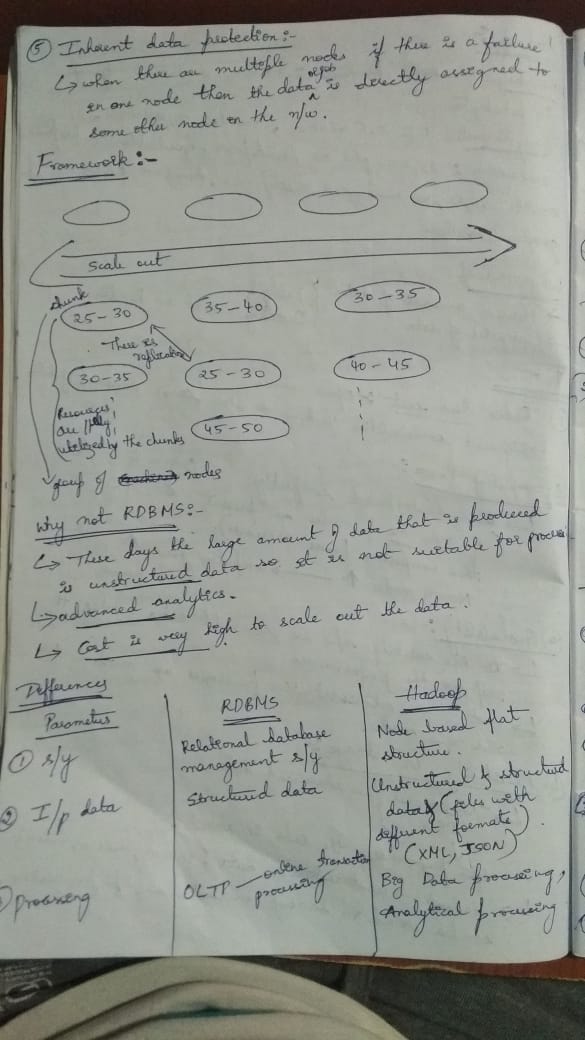 ⑤ Inherent data protection :-
↳ when there are multiple nodes if there is a failure
in one node then the data or job is directly assigned to
some other node in the n/w.
Framework :-
Scale out
chunk
25-30 35-40 30-35
There is
replication
30-35 25-30 40-45
Resources
are fully
utilized by the chunks
45-50
group of nodes
Why not RDBMS :-
↳ These days the large amount of data that is produced
is unstructured data so it is not suitable for
↳ advanced analytics.
↳ Cost is very high to scale out the data.
Differences
Parameters RDBMS Hadoop
① s/y Relational database
management s/y Node based flat
structure.
② I/p data Structured data Unstructured & structured
data (files with
different formats)
(XML, JSON)
processing OLTP — online transaction
processing Big Data processing,
Analytical processing